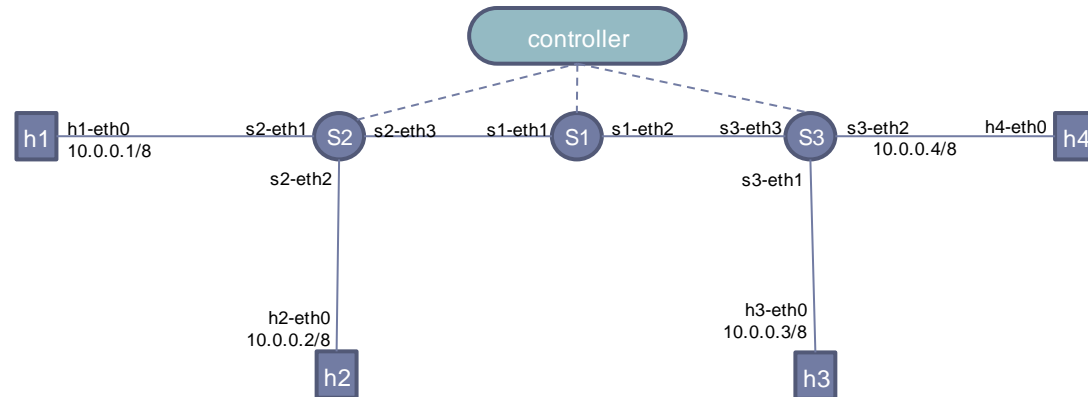 controller
h1
h1-eth0
10.0.0.1/8
s2-eth1
S2
s2-eth3
s1-eth1
S1
s1-eth2
s3-eth3
S3
s3-eth2
10.0.0.4/8
h4-eth0
h4
s2-eth2
s3-eth1
h2-eth0
10.0.0.2/8
h2
h3-eth0
10.0.0.3/8
h3